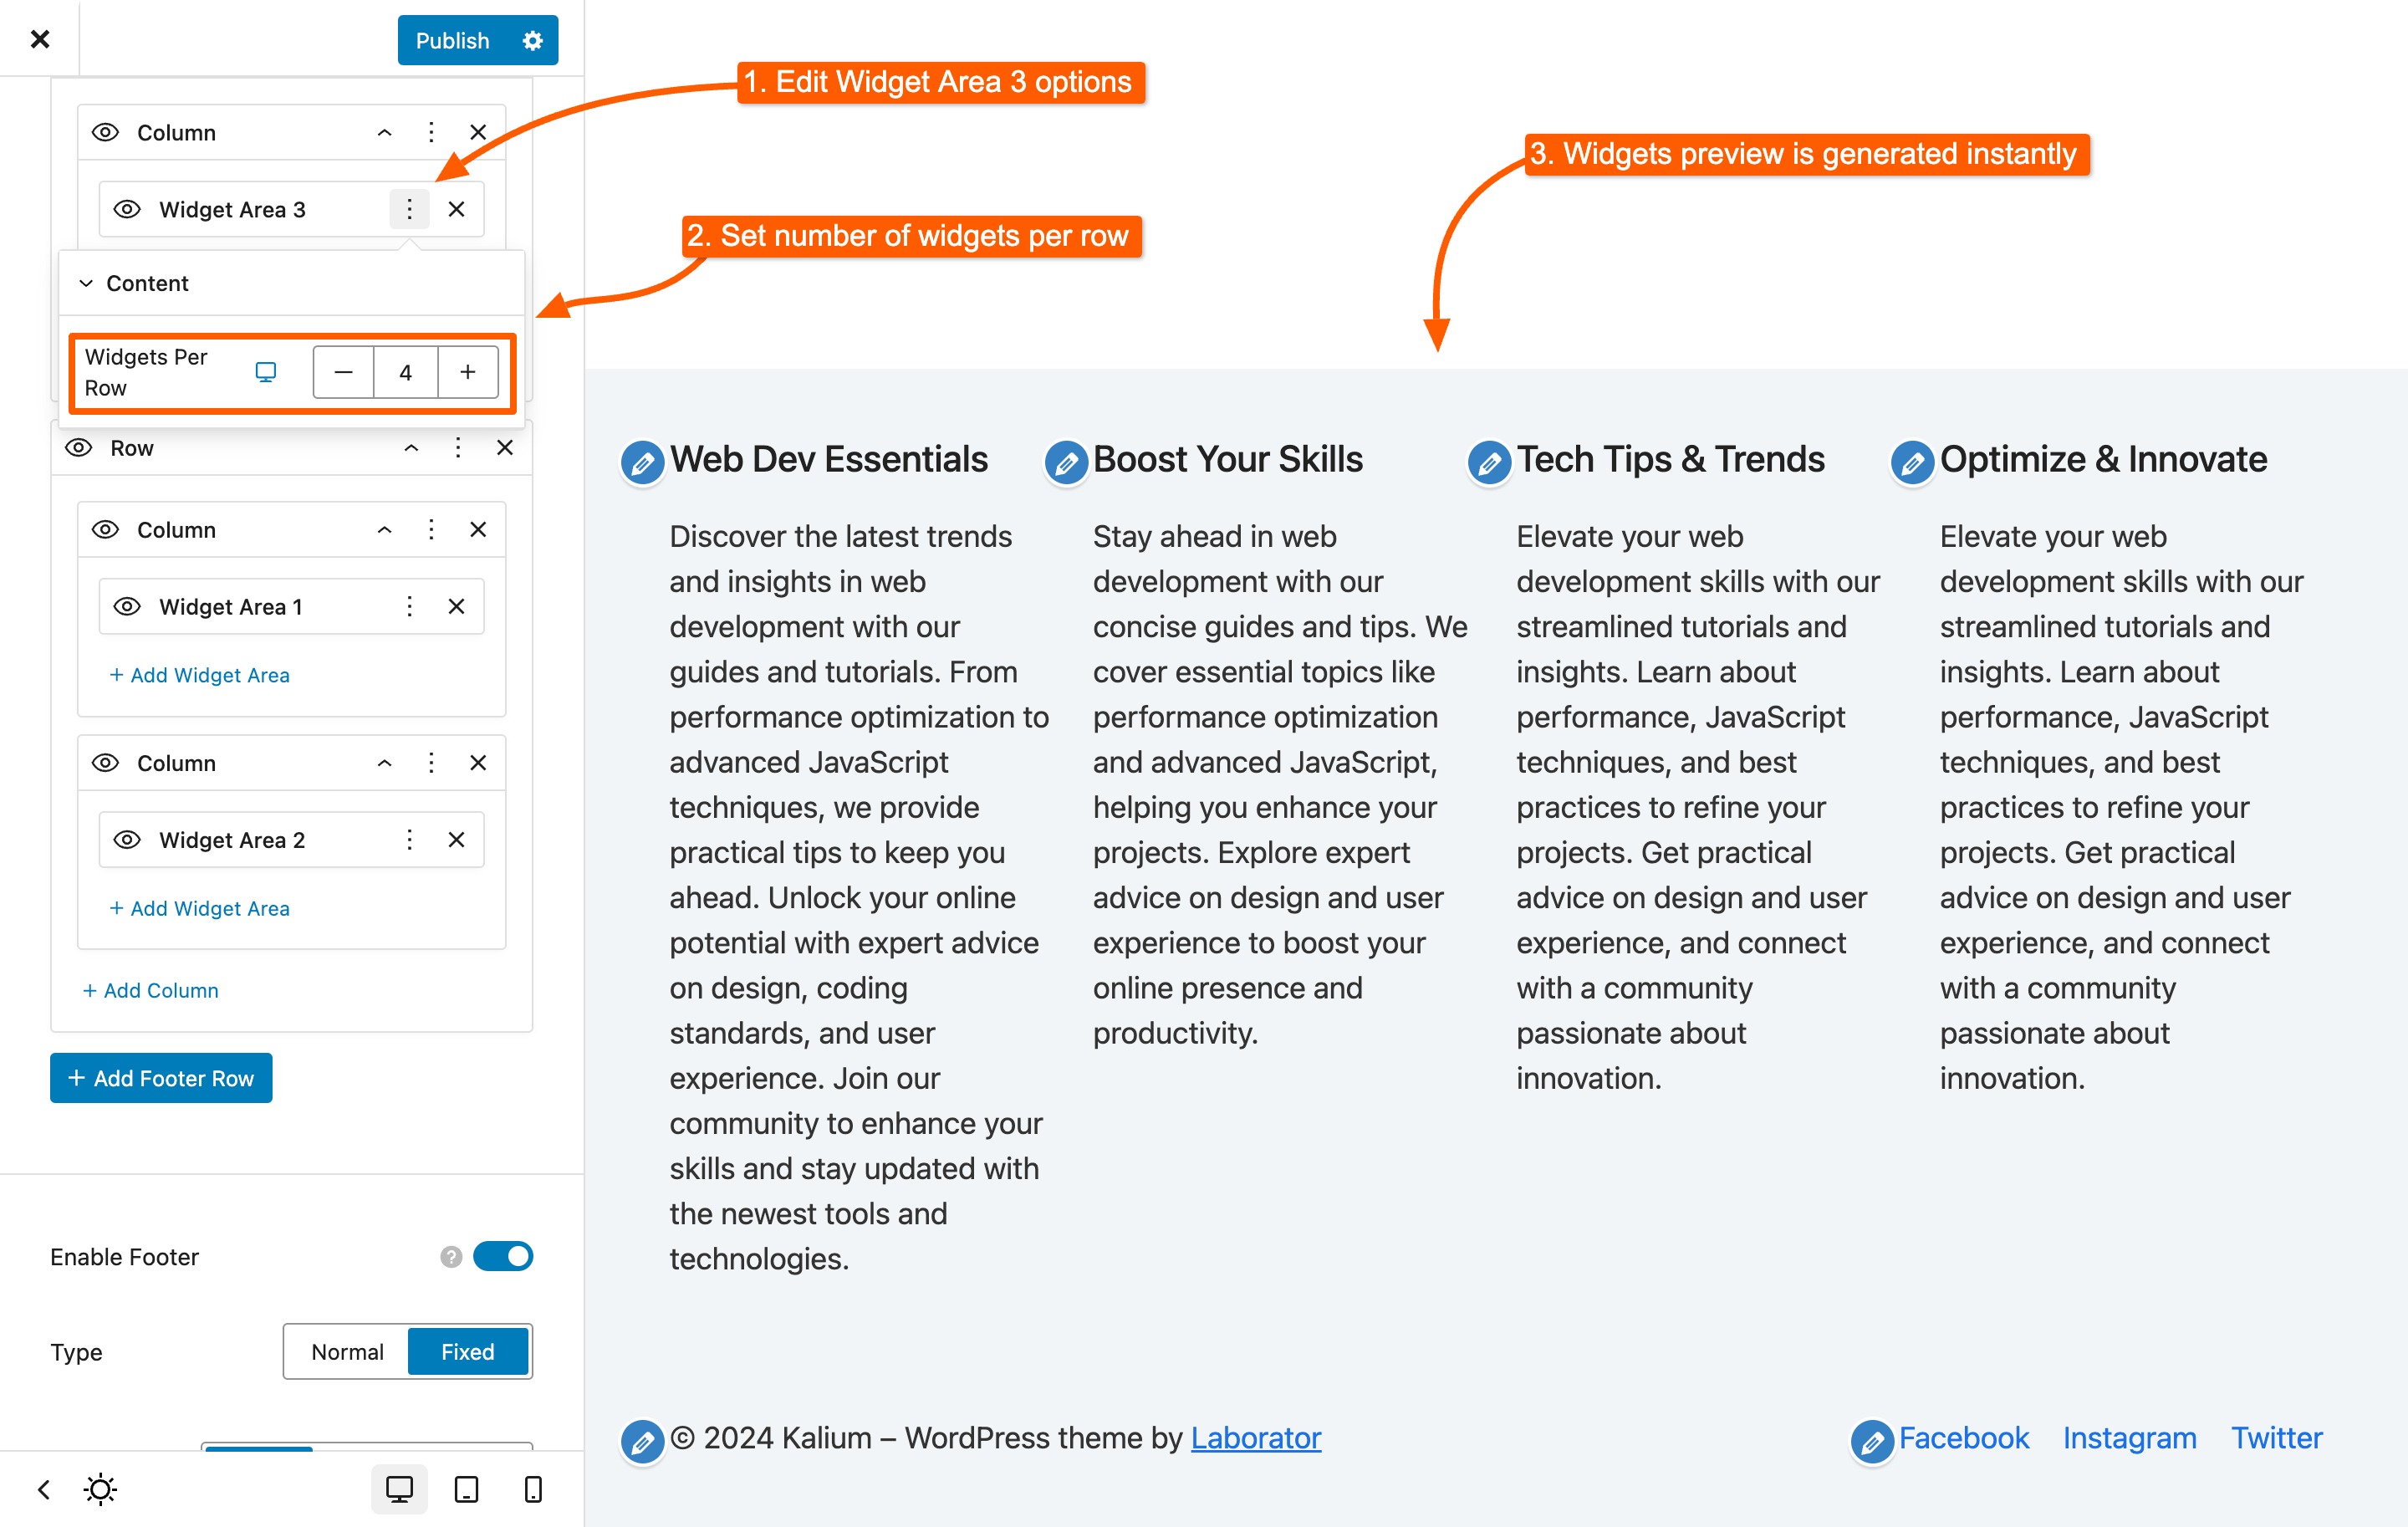 Publish
1. Edit Widget Area 3 options
Column
3. Widgets preview is generated instantly
Widget Area 3
2. Set number of widgets per row
Content
Widgets Per
Row
4
Row
Column
Widget Area 1
+ Add Widget Area
Column
Widget Area 2
+ Add Widget Area
+ Add Column
+ Add Footer Row
Enable Footer
?
Type
Normal
Fixed
Web Dev Essentials
Discover the latest trends
and insights in web
development with our
guides and tutorials. From
performance optimization to
advanced JavaScript
techniques, we provide
practical tips to keep you
ahead. Unlock your online
potential with expert advice
on design, coding
standards, and user
experience. Join our
community to enhance your
skills and stay updated with
the newest tools and
technologies.
Boost Your Skills
Stay ahead in web
development with our
concise guides and tips. We
cover essential topics like
performance optimization
and advanced JavaScript,
helping you enhance your
projects. Explore expert
advice on design and user
experience to boost your
online presence and
productivity.
Tech Tips & Trends
Elevate your web
development skills with our
streamlined tutorials and
insights. Learn about
performance, JavaScript
techniques, and best
practices to refine your
projects. Get practical
advice on design and user
experience, and connect
with a community
passionate about
innovation.
Optimize & Innovate
Elevate your web
development skills with our
streamlined tutorials and
insights. Learn about
performance, JavaScript
techniques, and best
practices to refine your
projects. Get practical
advice on design and user
experience, and connect
with a community
passionate about
innovation.
© 2024 Kalium – WordPress theme by Laborator
Facebook Instagram Twitter